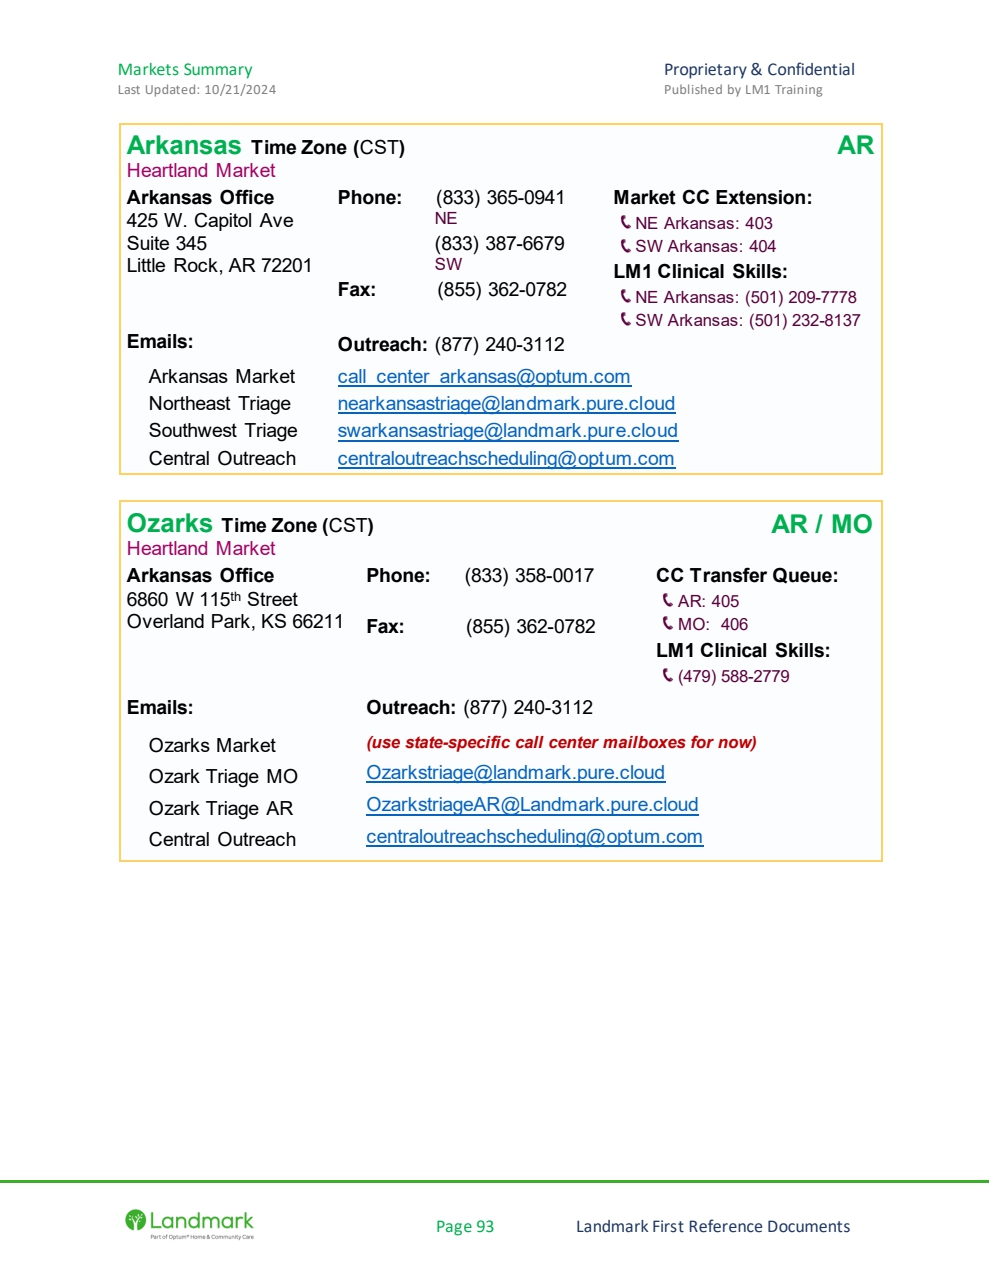 Markets Summary
Proprietary & Confidential
Last Updated: 10/21/2024
Published by LM1 Training
Arkansas Time Zone (CST)
AR
Heartland Market
Arkansas Office
425 W. Capitol Ave
Suite 345
Little Rock, AR 72201
Phone: (833) 365-0941
NE
(833) 387-6679
SW
Fax: (855) 362-0782
Market CC Extension:
NE Arkansas: 403
SW Arkansas: 404
LM1 Clinical Skills:
NE Arkansas: (501) 209-7778
SW Arkansas: (501) 232-8137
Emails:
Outreach: (877) 240-3112
Arkansas Market call_center_arkansas@optum.com
Northeast Triage nearkansastriage@landmark.pure.cloud
Southwest Triage swarkansastriage@landmark.pure.cloud
Central Outreach centraloutreachscheduling@optum.com
Ozarks Time Zone (CST)
AR / MO
Heartland Market
Arkansas Office
6860 W 115th Street
Overland Park, KS 66211
Phone: (833) 358-0017
Fax: (855) 362-0782
CC Transfer Queue:
AR: 405
MO: 406
LM1 Clinical Skills:
(479) 588-2779
Emails:
Outreach: (877) 240-3112
Ozarks Market (use state-specific call center mailboxes for now)
Ozark Triage MO Ozarkstriage@landmark.pure.cloud
Ozark Triage AR OzarkstriageAR@Landmark.pure.cloud
Central Outreach centraloutreachscheduling@optum.com
Landmark
Part of Optum® Home & Community Care
Page 93
Landmark First Reference Documents